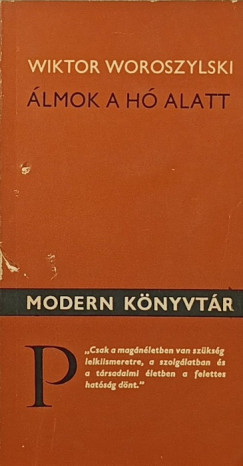 WIKTOR WOROSZYLSKI
ÁLMOK A HÓ ALATT
MODERN KÖNYVTÁR
P
„Csak a magánéletben van szükség
lelkiismeretre, a szolgálatban és
a társadalmi életben a felettes
hatóság dönt.“